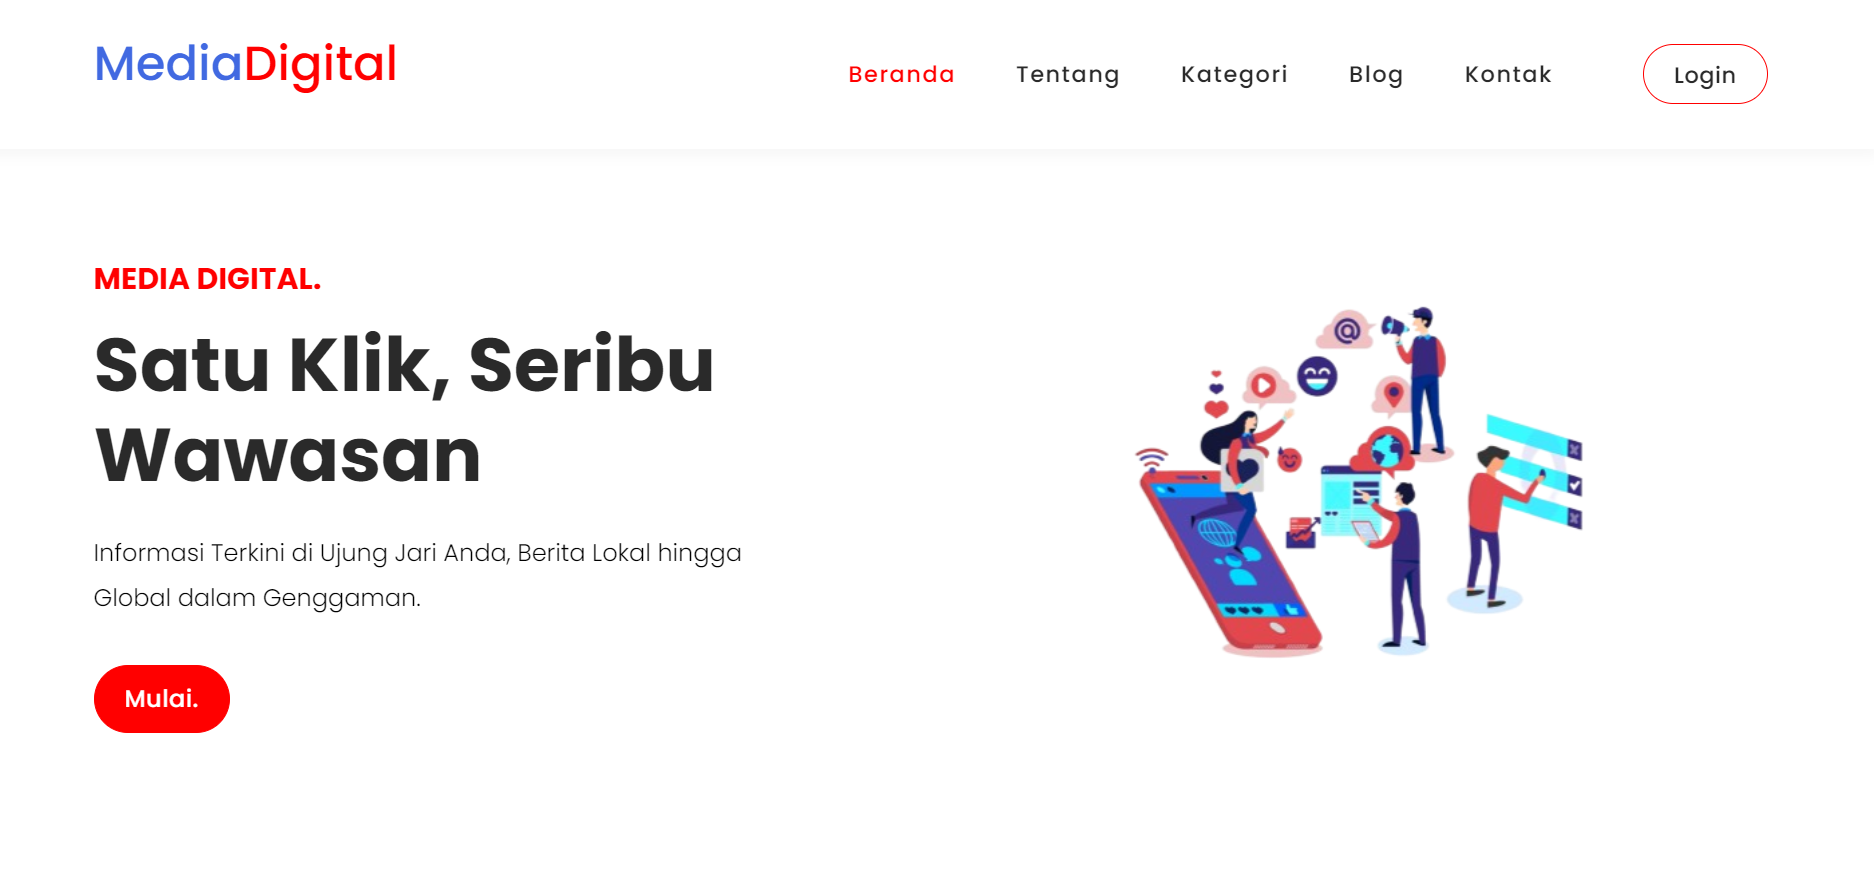 MediaDigital
Beranda Tentang Kategori Blog Kontak Login
MEDIA DIGITAL.
Satu Klik, Seribu
Wawasan
Informasi Terkini di Ujung Jari Anda, Berita Lokal hingga
Global dalam Genggaman.
Mulai.